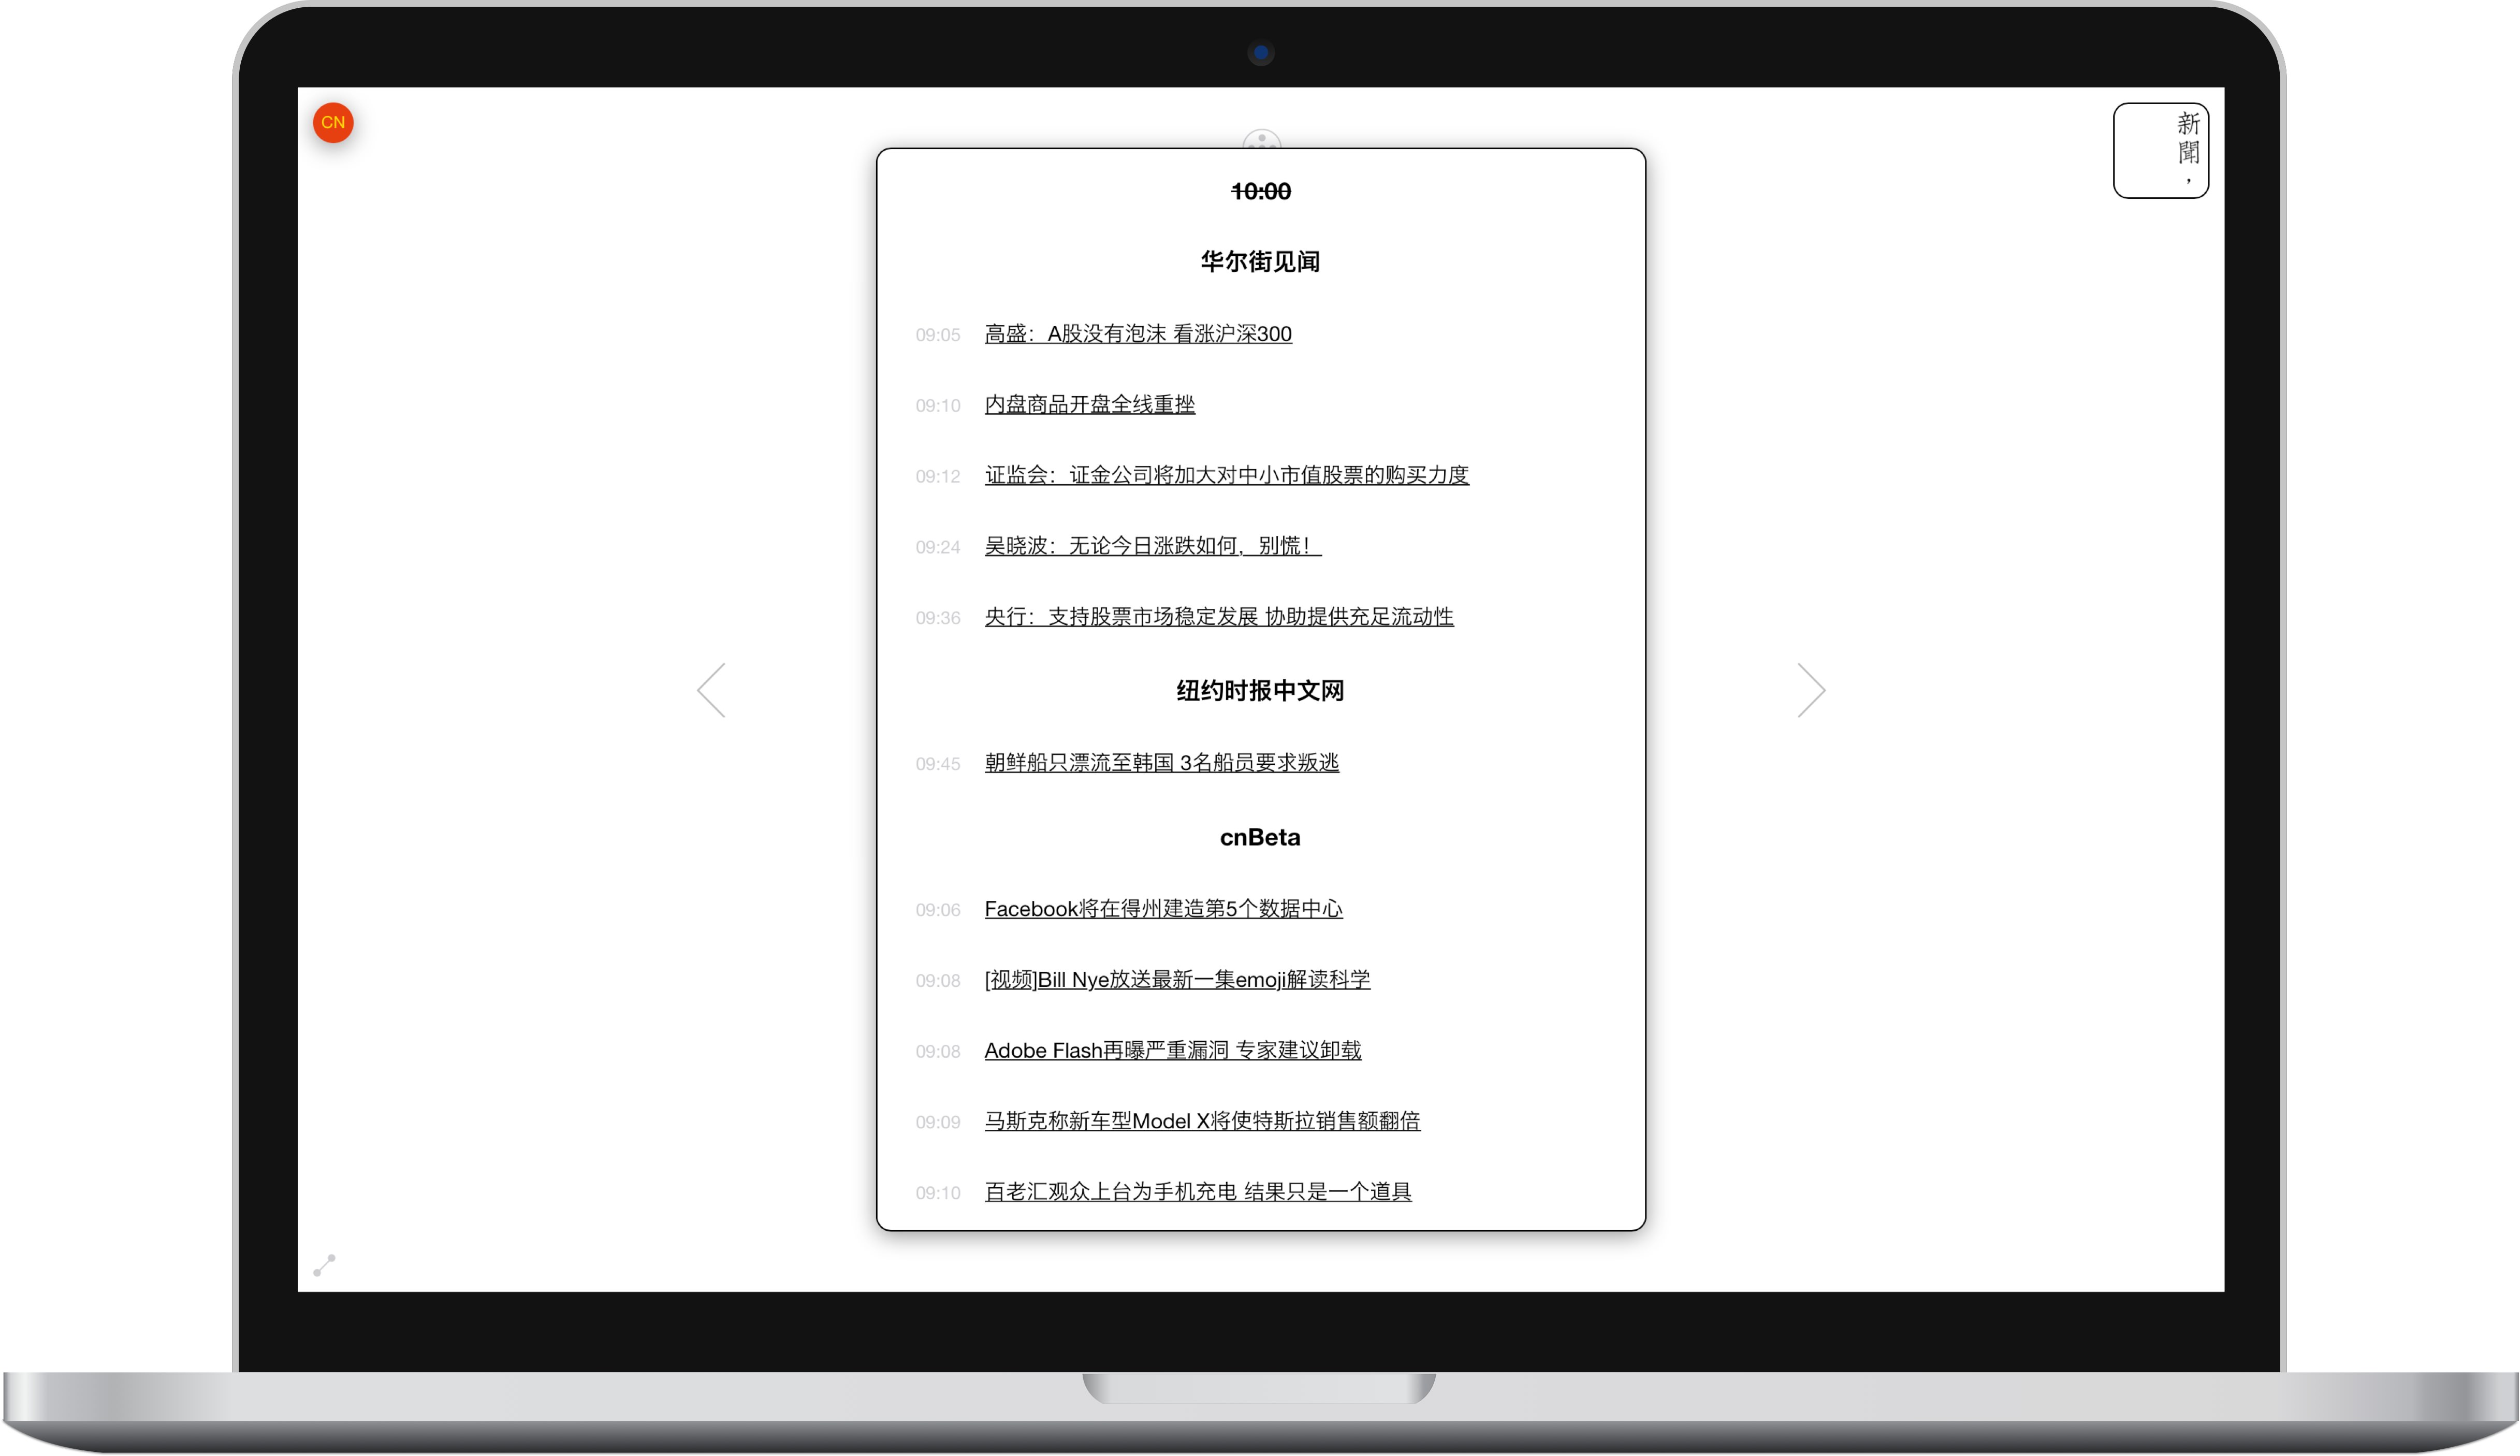 CN
新聞，
10:00
华尔街见闻
09:05 高盛：A股没有泡沫 看涨沪深300
09:10 内盘商品开盘全线重挫
09:12 证监会：证金公司将加大对中小市值股票的购买力度
09:24 吴晓波：无论今日涨跌如何，别慌！
09:36 央行：支持股票市场稳定发展 协助提供充足流动性
纽约时报中文网
09:45 朝鲜船只漂流至韩国 3名船员要求叛逃
cnBeta
09:06 Facebook将在得州建造第5个数据中心
09:08 [视频]Bill Nye放送最新一集emoji解读科学
09:08 Adobe Flash再曝严重漏洞 专家建议卸载
09:09 马斯克称新车型Model X将使特斯拉销售额翻倍
09:10 百老汇观众上台为手机充电 结果只是一个道具